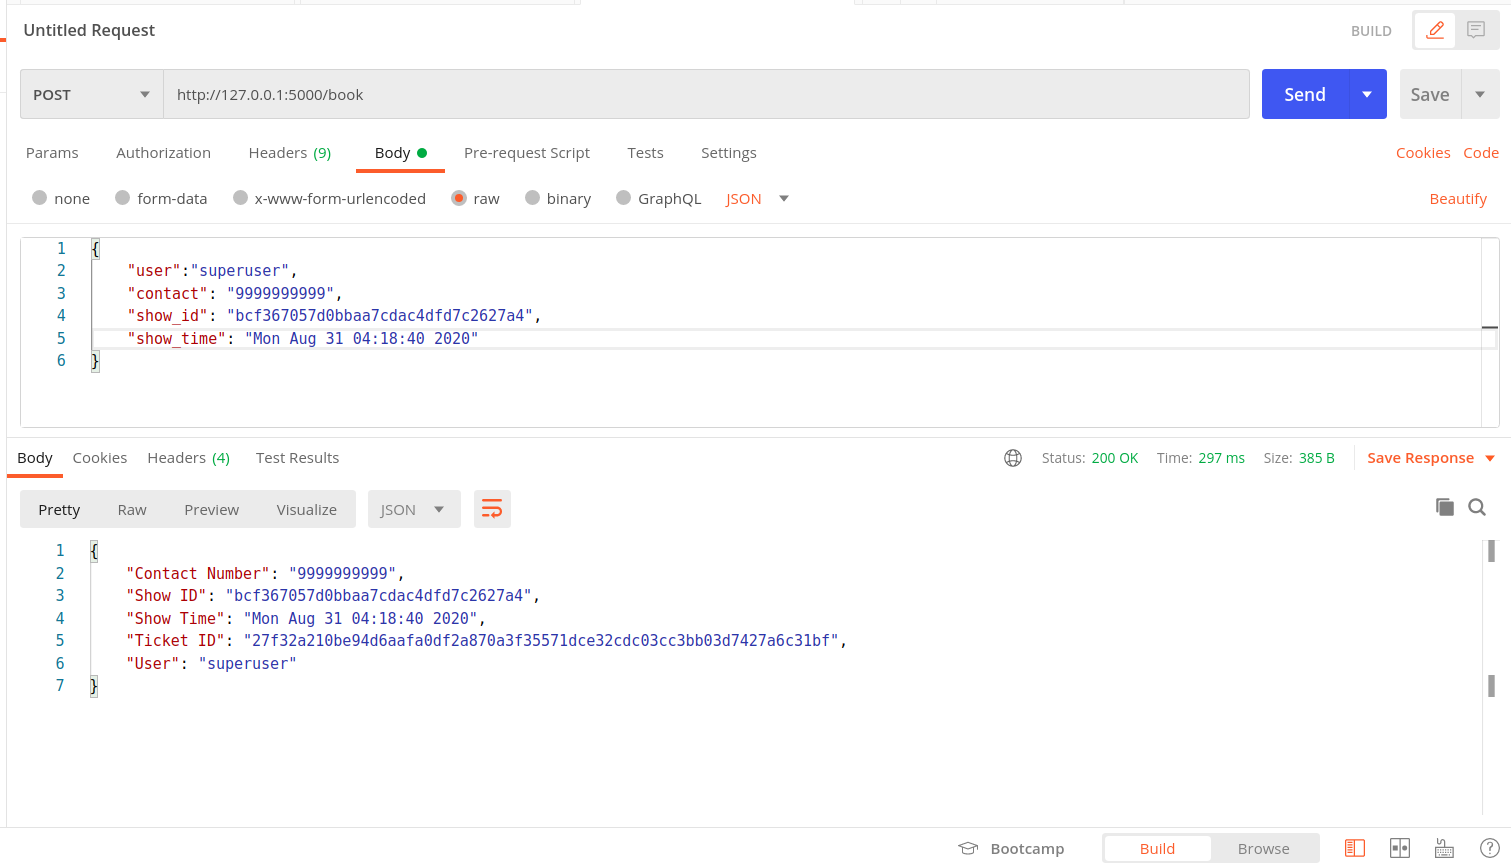 Untitled Request
BUILD
POST http://127.0.0.1:5000/book Send Save
Params Authorization Headers (9) Body Pre-request Script Tests Settings Cookies Code
none form-data x-www-form-urlencoded raw binary GraphQL JSON Beautify
1 {
2 "user":"superuser",
3 "contact": "9999999999",
4 "show_id": "bcf367057d0bbaa7cdac4dfd7c2627a4",
5 "show_time": "Mon Aug 31 04:18:40 2020"
6 }
Body Cookies Headers (4) Test Results Status: 200 OK Time: 297 ms Size: 385 B Save Response
Pretty Raw Preview Visualize JSON
1 {
2 "Contact Number": "9999999999",
3 "Show ID": "bcf367057d0bbaa7cdac4dfd7c2627a4",
4 "Show Time": "Mon Aug 31 04:18:40 2020",
5 "Ticket ID": "27f32a210be94d6aafa0df2a870a3f35571dce32cdc03cc3bb03d7427a6c31bf",
6 "User": "superuser"
7 }
Bootcamp Build Browse